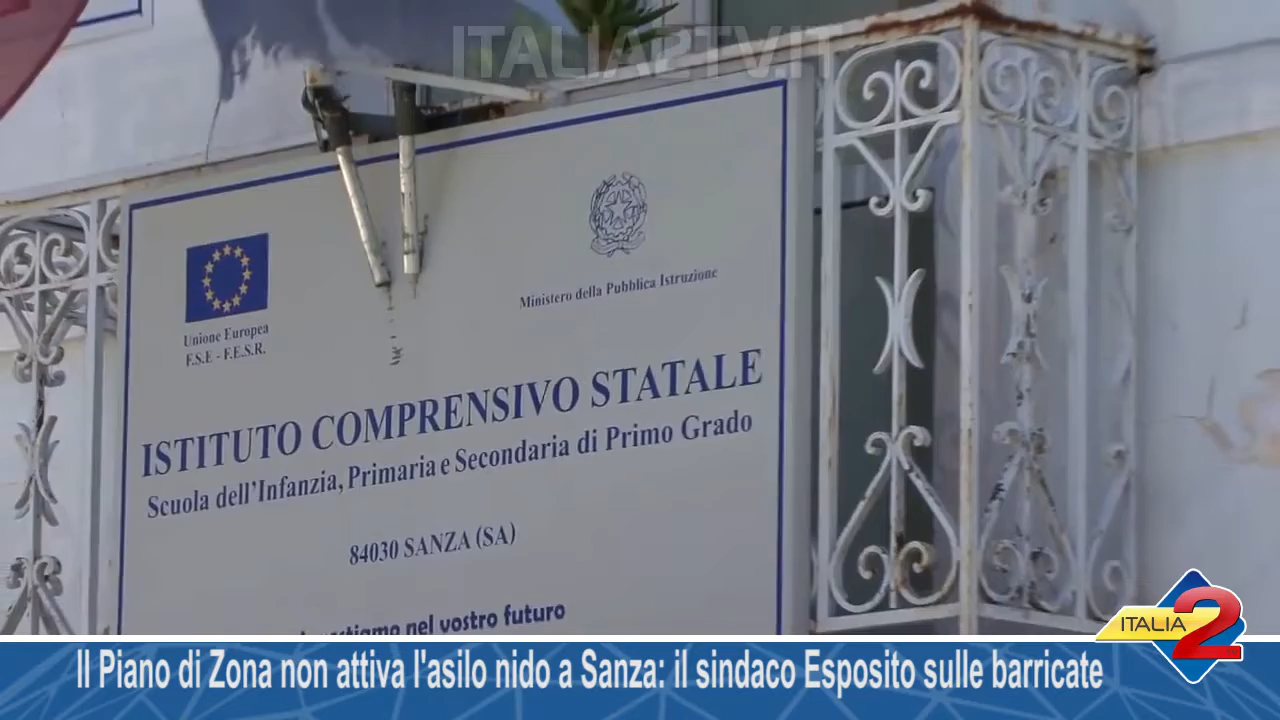 ITALIA2TV.IT
Unione Europea
F.S.E - F.E.S.R.
Ministero della Pubblica Istruzione
ISTITUTO COMPRENSIVO STATALE
Scuola dell'Infanzia, Primaria e Secondaria di Primo Grado
84030 SANZA (SA)
nel vostro futuro
ITALIA 2
Il Piano di Zona non attiva l'asilo nido a Sanza: il sindaco Esposito sulle barricate